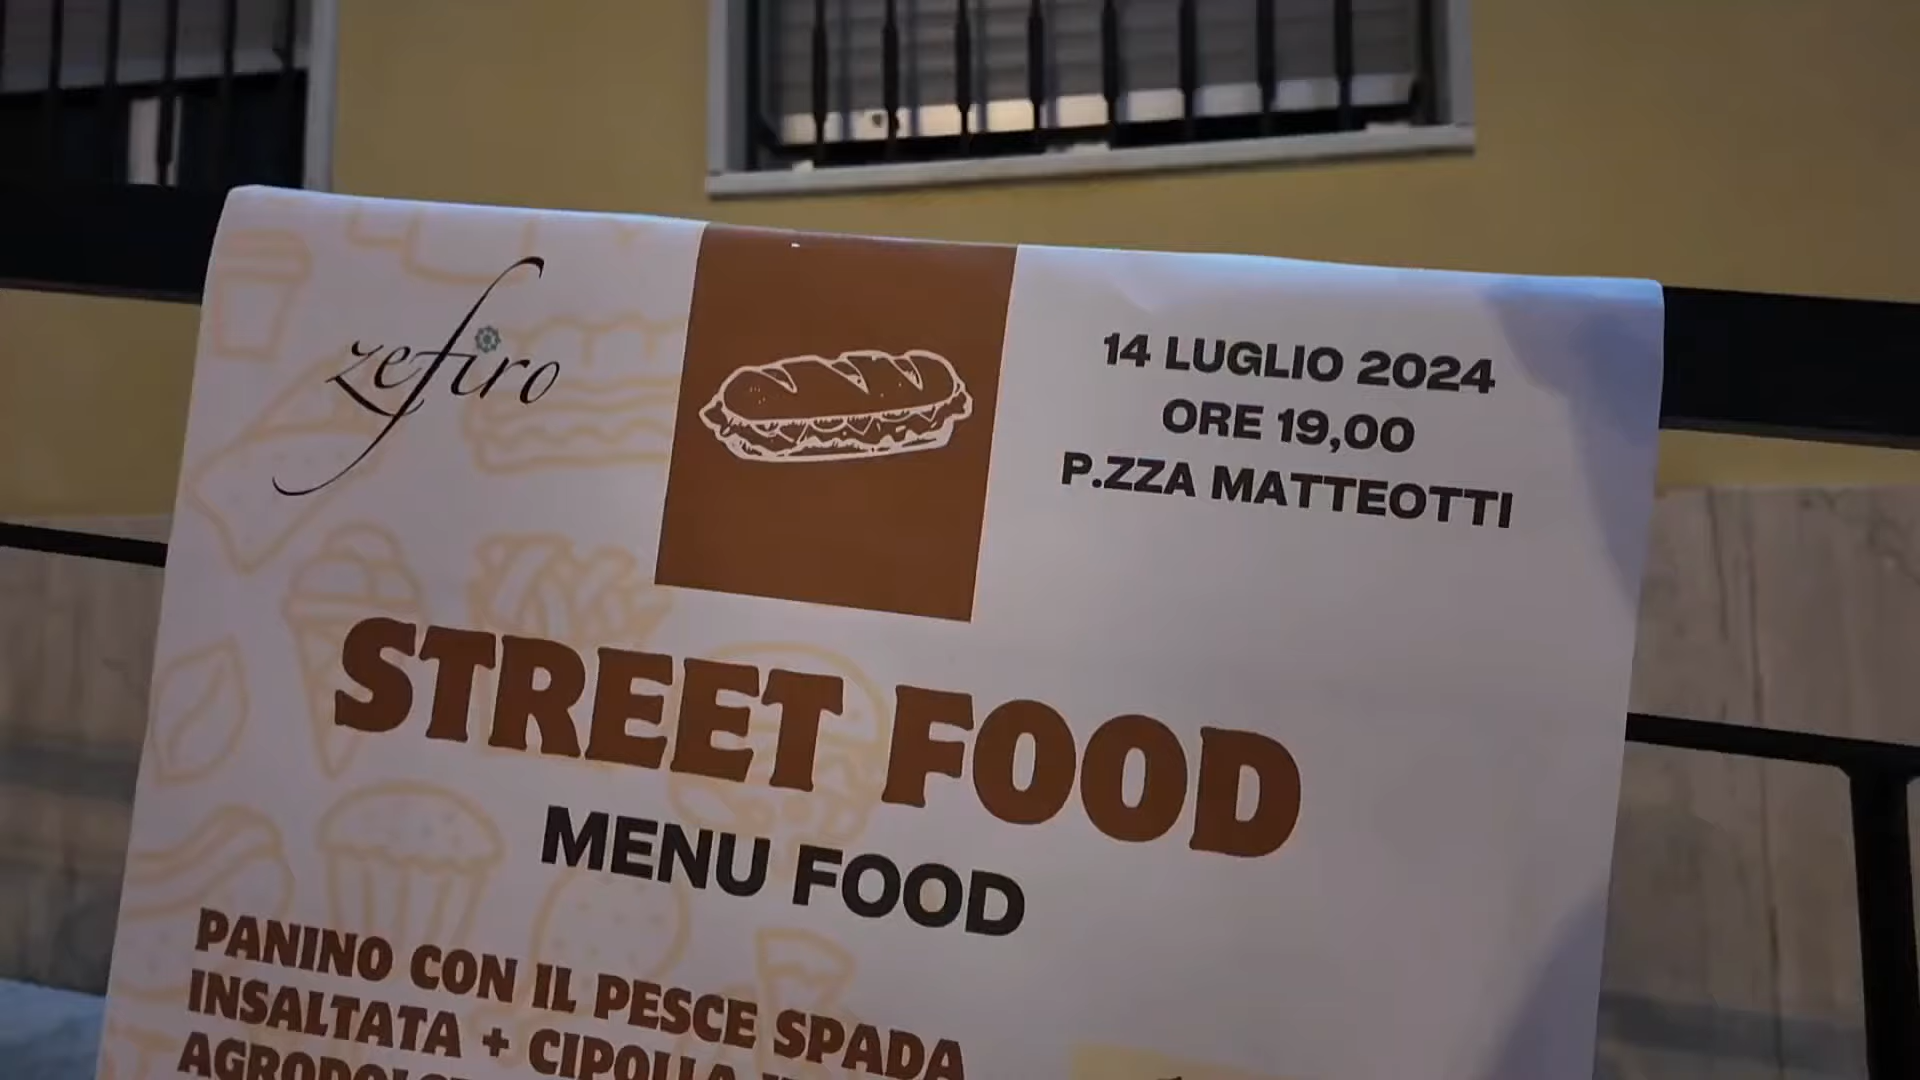 zefiro
14 LUGLIO 2024
ORE 19,00
P.ZZA MATTEOTTI
STREET FOOD
MENU FOOD
PANINO CON IL PESCE SPADA
INSALTATA + CIPOLLA